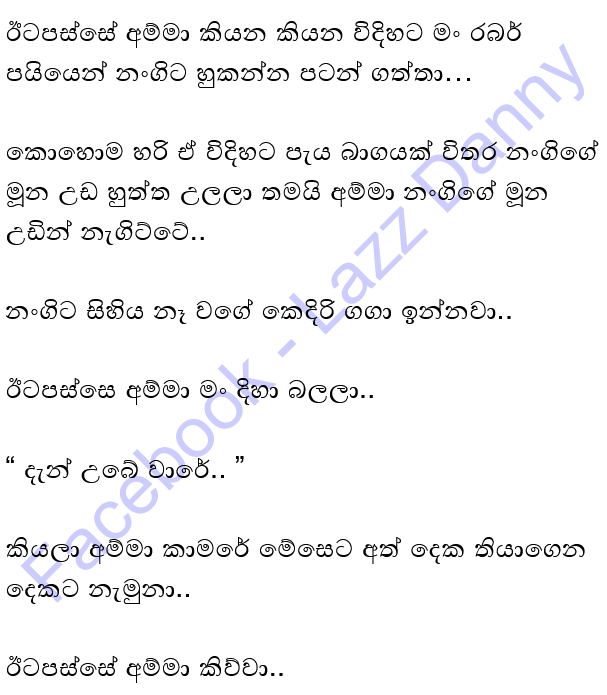 ඊටපස්සේ අම්මා කියන කියන විදිහට මං රබර්
පයියෙන් නංගිට හුකන්න පටන් ගත්තා...
කොහොම හරි ඒ විදිහට පැය බාගයක් විතර නංගිගේ
මූන උඩ හුත්ත උලලා තමයි අම්මා නංගිගේ මූන
උඩින් නැගිට්ටේ..
නංගිට සිහිය නෑ වගේ කෙදිරි ගගා ඉන්නවා..
ඊටපස්සෙ අම්මා මං දිහා බලලා..
“ දැන් උබේ වාරේ.. ”
කියලා අම්මා කාමරේ මේසෙට අත් දෙක තියාගෙන
දෙකට නැමුනා..
ඊටපස්සේ අම්මා කිව්වා..
Facebook - Lazz Danny